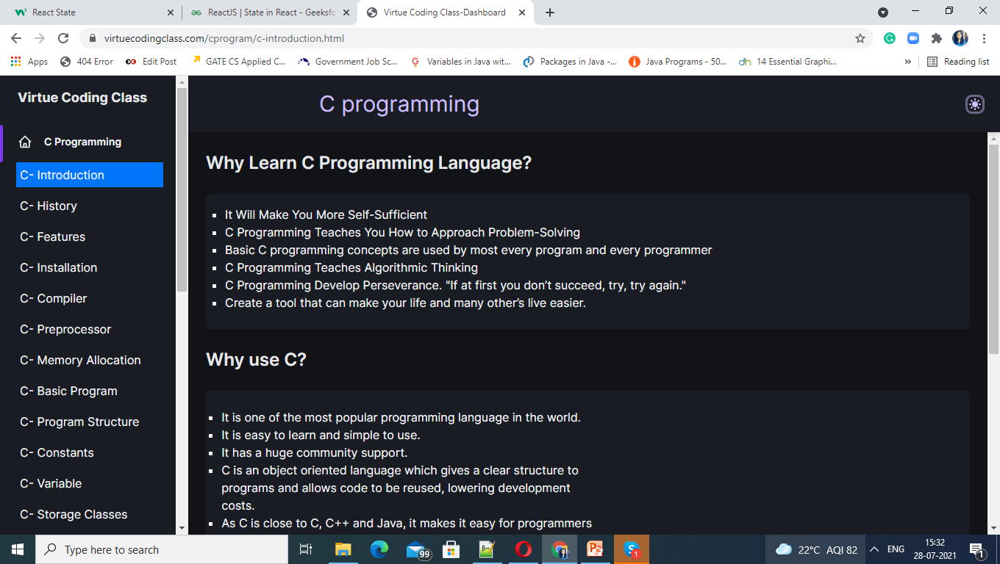 React State
ReactJS | State in React - Geeksfo
Virtue Coding Class-Dashboard
virtuecodingclass.com/cprogram/c-introduction.html
Apps
404 Error
Edit Post
GATE CS Applied C...
Government Job Sc...
Variables in Java wit...
Packages in Java -...
Java Programs - 50...
14 Essential Graphi...
Reading list
Virtue Coding Class
C Programming
C- Introduction
C- History
C- Features
C- Installation
C- Compiler
C- Preprocessor
C- Memory Allocation
C- Basic Program
C- Program Structure
C- Constants
C- Variable
C- Storage Classes
C programming
Why Learn C Programming Language?
It Will Make You More Self-Sufficient
C Programming Teaches You How to Approach Problem-Solving
Basic C programming concepts are used by most every program and every programmer
C Programming Teaches Algorithmic Thinking
C Programming Develop Perseverance. "If at first you don’t succeed, try, try again."
Create a tool that can make your life and many other’s live easier.
Why use C?
It is one of the most popular programming language in the world.
It is easy to learn and simple to use.
It has a huge community support.
C is an object oriented language which gives a clear structure to
programs and allows code to be reused, lowering development
costs.
As C is close to C, C++ and Java, it makes it easy for programmers
Type here to search
99
1
22°C AQI 82
ENG
15:32
28-07-2021
1